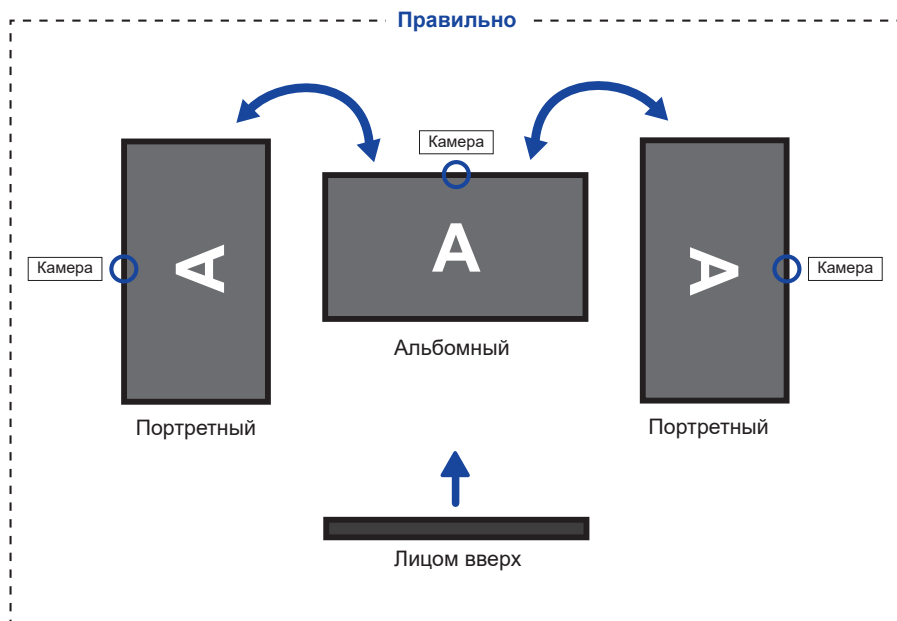 Правильно
Камера
А
Альбомный
Камера
А
Портретный
Камера
А
Портретный
Лицом вверх